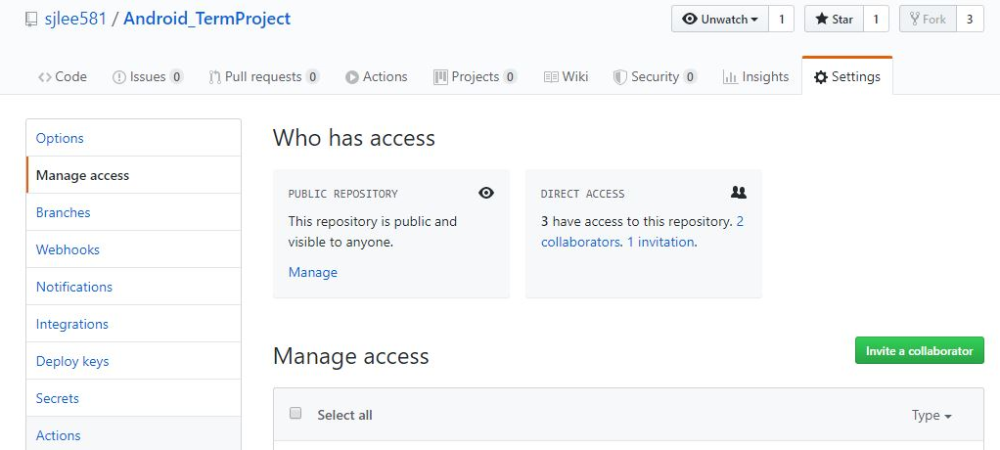 sjlee581 / Android_TermProject
Unwatch 1 Star 1 Fork 3
Code Issues 0 Pull requests 0 Actions Projects 0 Wiki Security 0 Insights Settings
Options
Manage access
Branches
Webhooks
Notifications
Integrations
Deploy keys
Secrets
Actions
Who has access
PUBLIC REPOSITORY
This repository is public and
visible to anyone.
Manage
DIRECT ACCESS
3 have access to this repository. 2
collaborators. 1 invitation.
Manage access
Invite a collaborator
Select all
Type